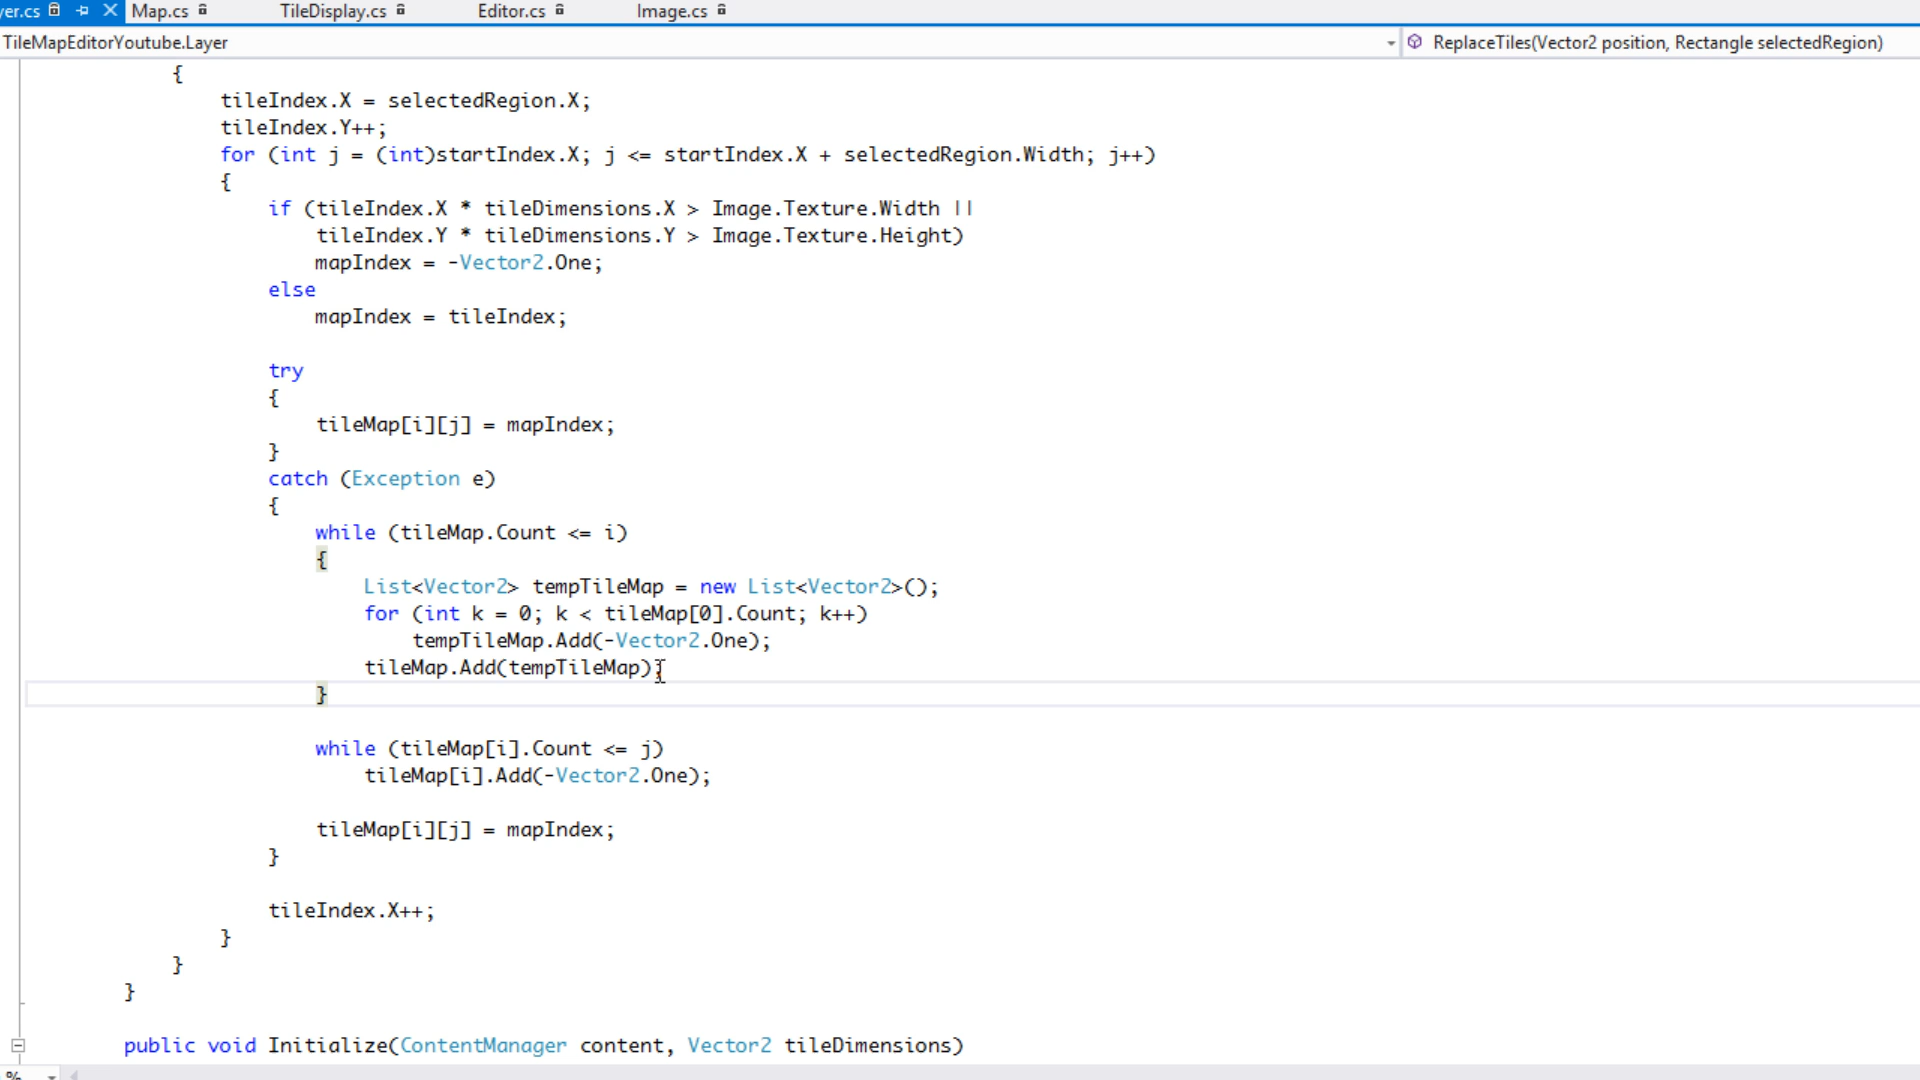 yer.cs Map.cs TileDisplay.cs Editor.cs Image.cs
TileMapEditorYoutube.Layer ReplaceTiles(Vector2 position, Rectangle selectedRegion)
{
tileIndex.X = selectedRegion.X;
tileIndex.Y++;
for (int j = (int)startIndex.X; j <= startIndex.X + selectedRegion.Width; j++)
{
if (tileIndex.X * tileDimensions.X > Image.Texture.Width ||
tileIndex.Y * tileDimensions.Y > Image.Texture.Height)
mapIndex = -Vector2.One;
else
mapIndex = tileIndex;
try
{
tileMap[i][j] = mapIndex;
}
catch (Exception e)
{
while (tileMap.Count <= i)
{
List<Vector2> tempTileMap = new List<Vector2>();
for (int k = 0; k < tileMap[0].Count; k++)
tempTileMap.Add(-Vector2.One);
tileMap.Add(tempTileMap);
}
while (tileMap[i].Count <= j)
tileMap[i].Add(-Vector2.One);
tileMap[i][j] = mapIndex;
}
tileIndex.X++;
}
}
}
public void Initialize(ContentManager content, Vector2 tileDimensions)
%